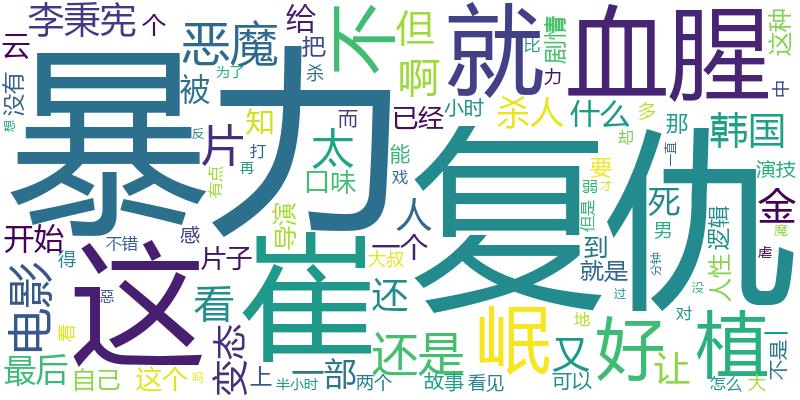 李秉宪 个 给 不 但 就 血腥 剧情 这种
云 恶魔 把 啊 比
没有 被 杀 力 中
为了
想 暴力 知 而 已经 小时 杀人 什么 多 那 韩国
反 片 打 太 能 复仇 却 一直
有点 再 口味 戏 弱 才 要 死 演技
开始 不错 感 导演 人 但是 男 逻辑 金
得 这 片子 崔 一个 到 人性 魔
电影 恶 大叔 就是 分钟 虐
看 还 过 没
着 变态 岷 地 对 植
最后 自己 这个 吗 上 一部 还是 又 好 让 不是
半小时 两个 故事 看见 可以 怎么 大